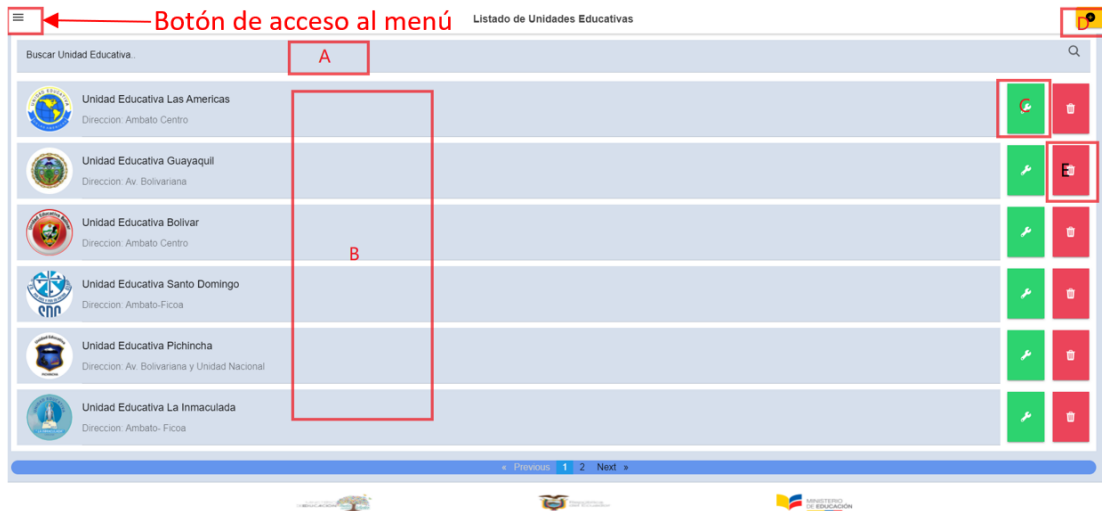 Botón de acceso al menú
Listado de Unidades Educativas
D
Buscar Unidad Educativa..
A
Unidad Educativa Las Americas
Direccion: Ambato Centro
C
Unidad Educativa Guayaquil
Direccion: Av. Bolivariana
E
Unidad Educativa Bolivar
Direccion: Ambato Centro
B
Unidad Educativa Santo Domingo
Direccion: Ambato-Ficoa
Unidad Educativa Pichincha
Direccion: Av. Bolivariana y Unidad Nacional
Unidad Educativa La Inmaculada
Direccion: Ambato- Ficoa
« Previous 1 2 Next »
MINISTERIO
DE EDUCACIÓN